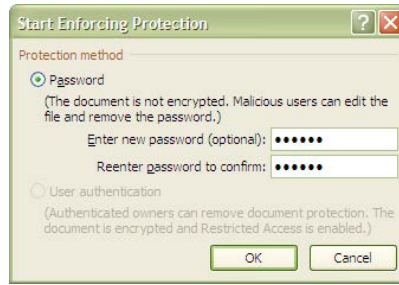 Start Enforcing Protection
Protection method
Password
(The document is not encrypted. Malicious users can edit the
file and remove the password.)
Enter new password (optional): ••••••
Reenter password to confirm: ••••••
User authentication
(Authenticated owners can remove document protection. The
document is encrypted and Restricted Access is enabled.)
OK Cancel